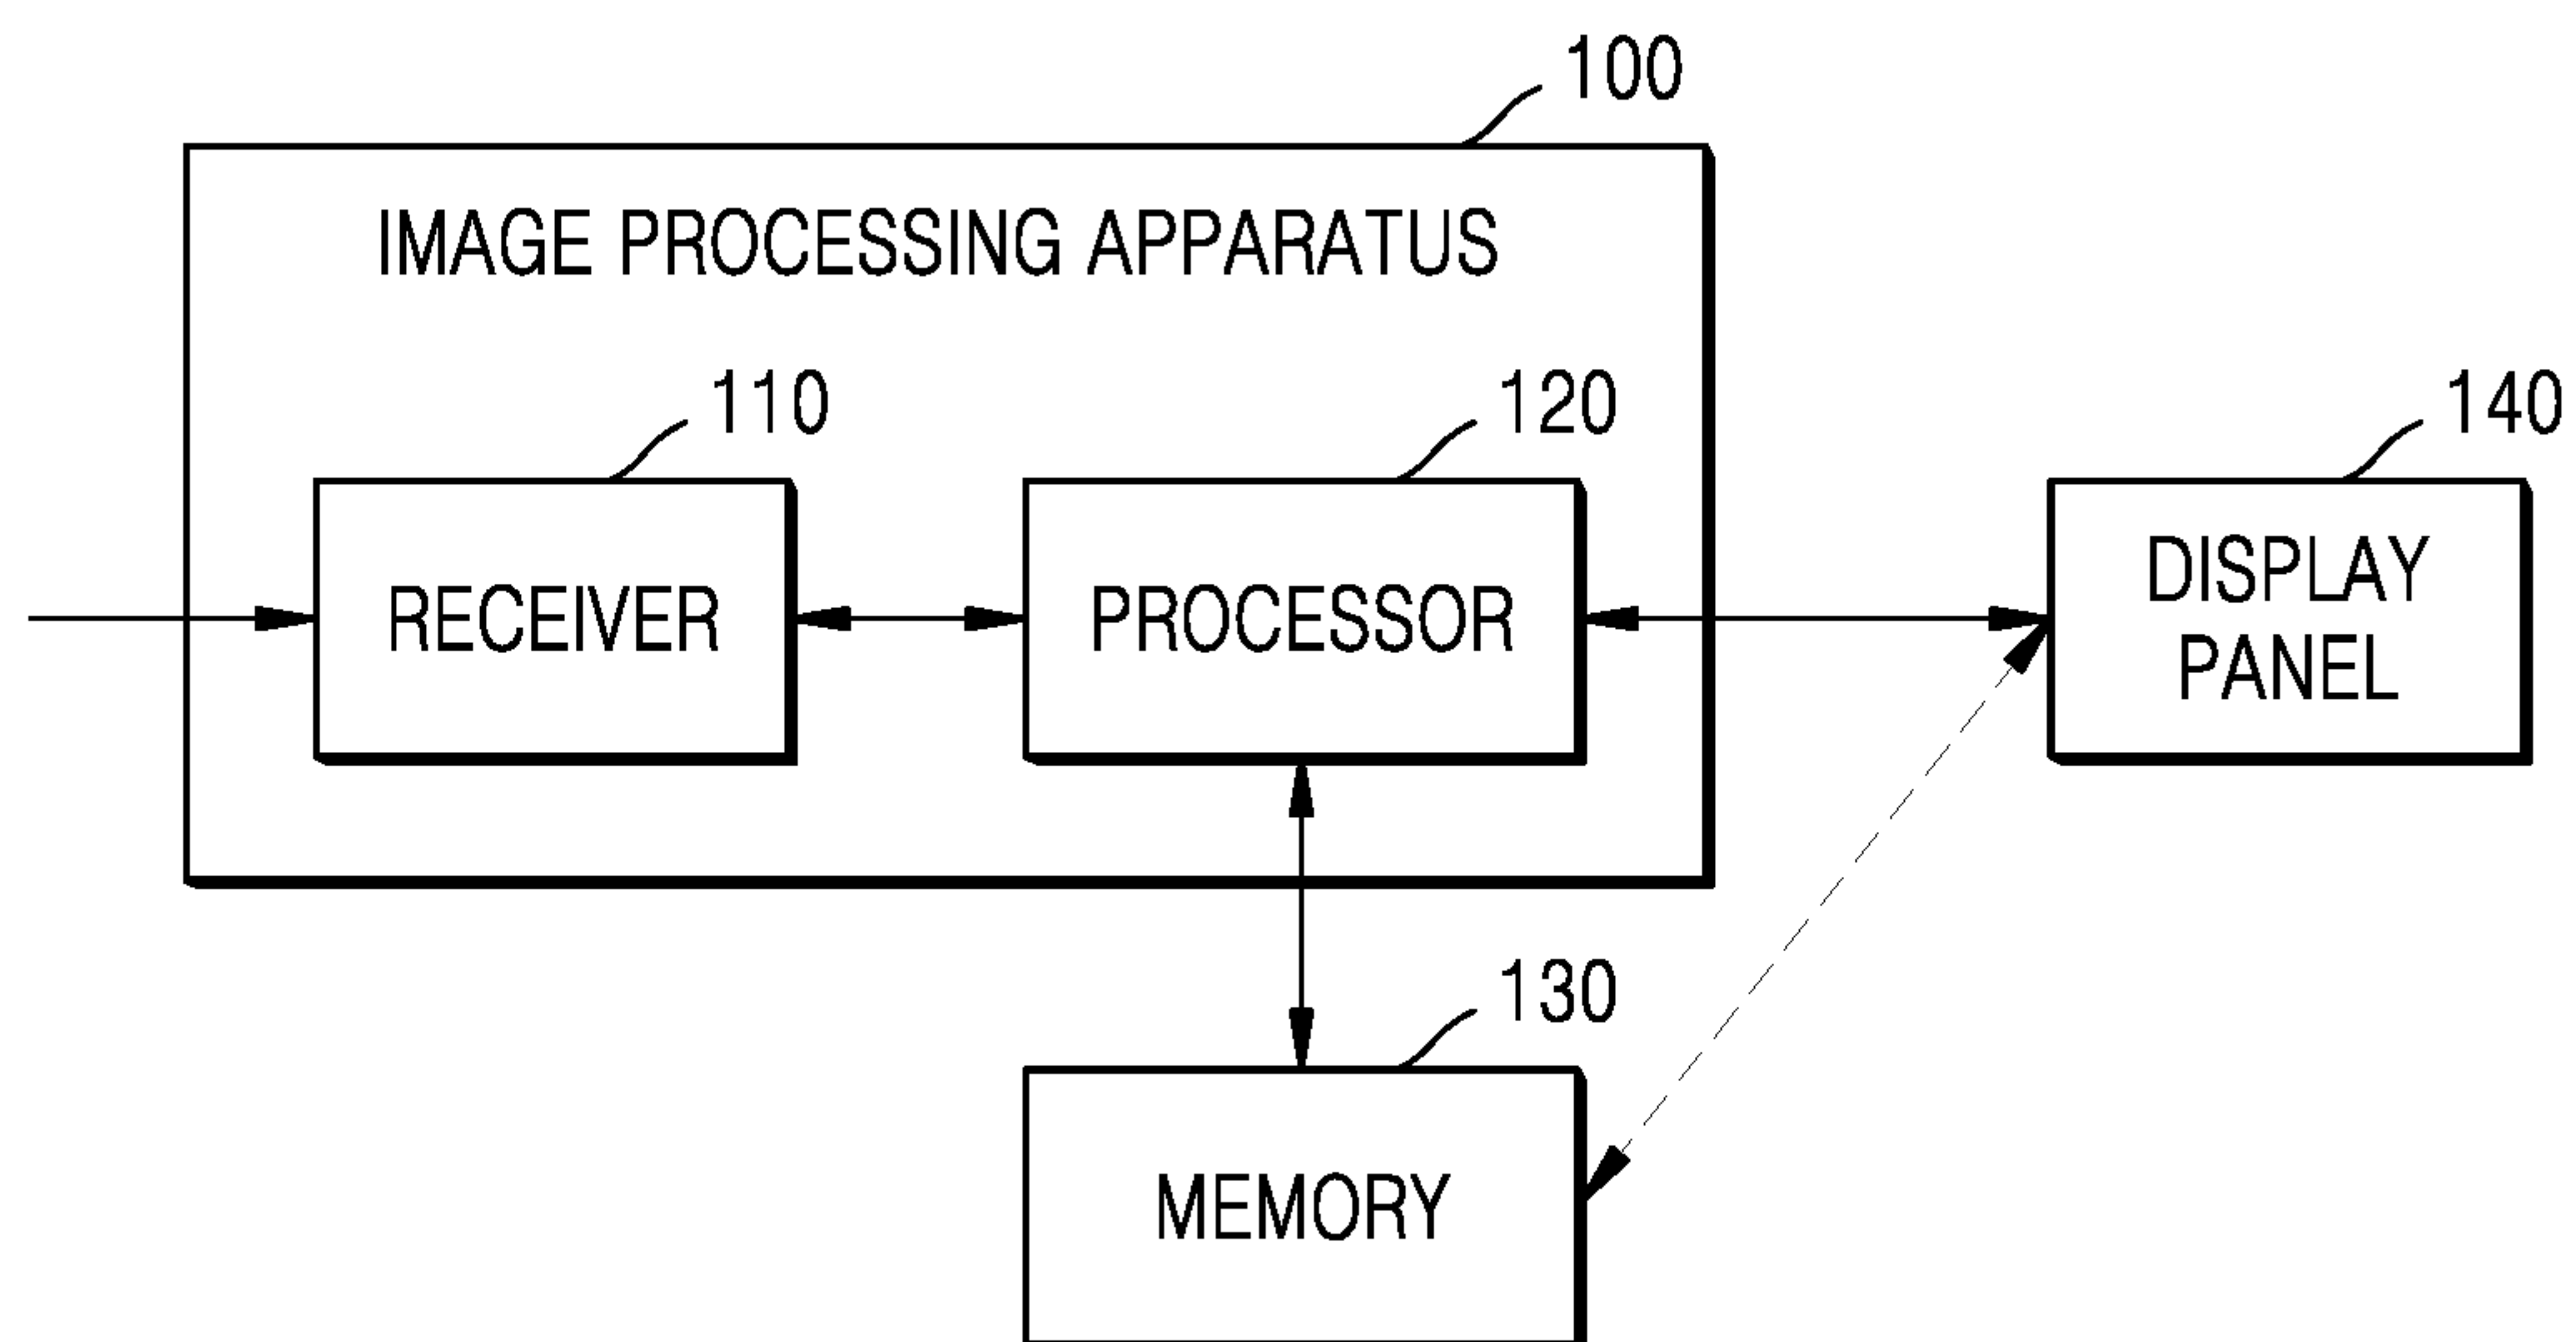 100
IMAGE PROCESSING APPARATUS
110
120
140
RECEIVER
PROCESSOR
DISPLAY
PANEL
130
MEMORY